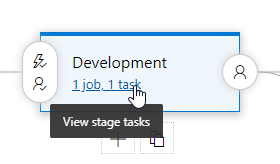 Development
1 job, 1 task
View stage tasks